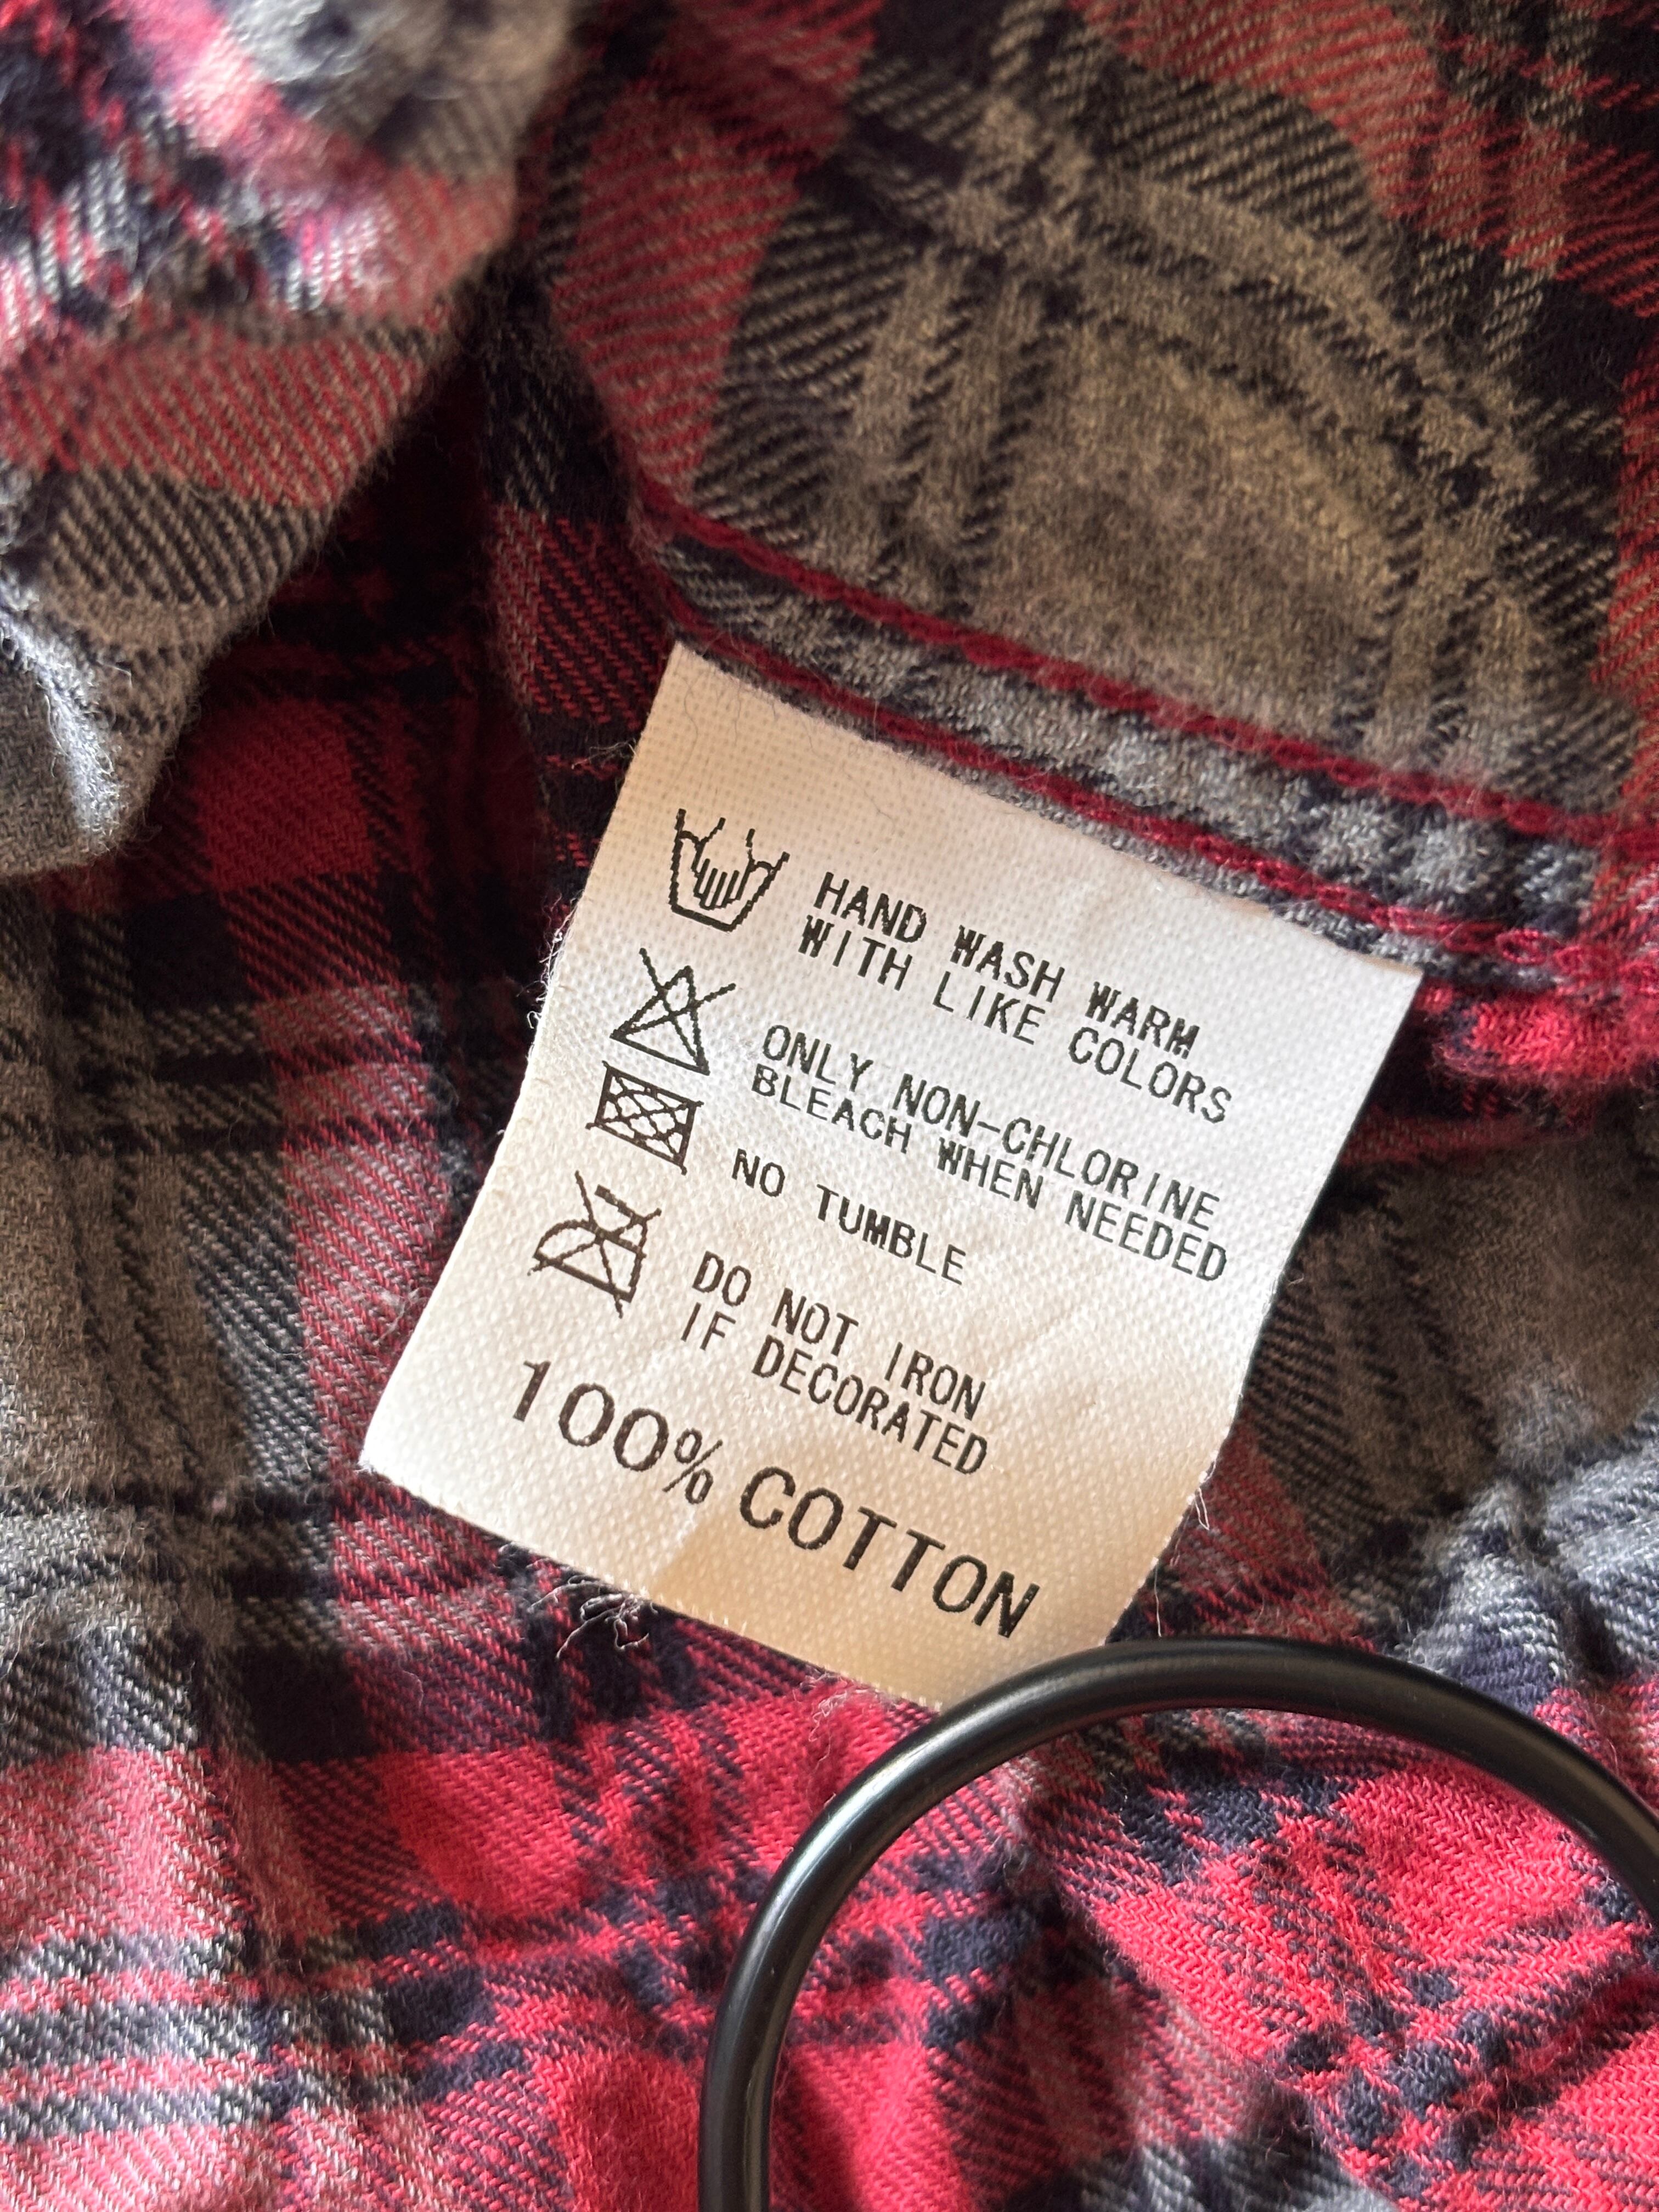 HAND WASH WARM
WITH LIKE COLORS
ONLY NON-CHLORINE
BLEACH WHEN NEEDED
NO TUMBLE
DO NOT IRON
IF DECORATED
100% COTTON